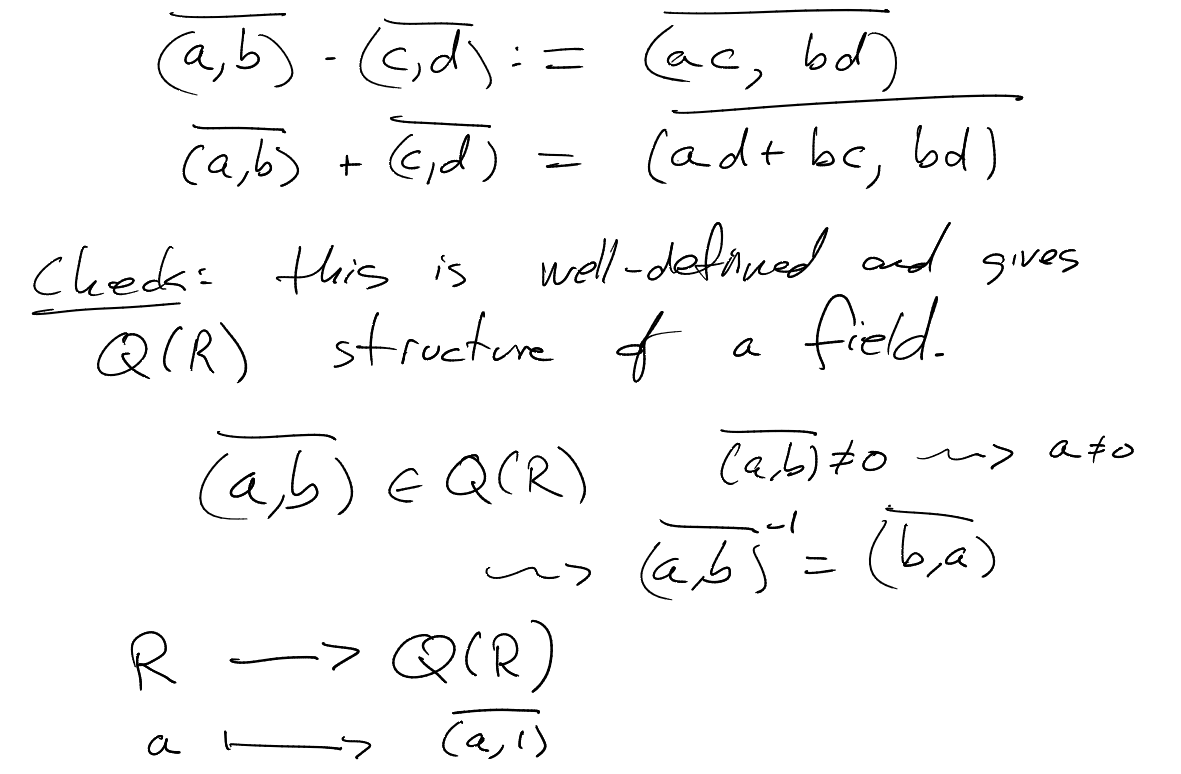 $\overline{(a,b)} \cdot \overline{(c,d)} := \overline{(ac, bd)}$
$\overline{(a,b)} + \overline{(c,d)} = \overline{(ad + bc, bd)}$
Check: this is well-defined and gives
Q(R) structure of a field.
$\overline{(a,b)} \in Q(R)$ $\overline{(a,b)} \neq 0 \rightsquigarrow a \neq 0$
$\rightsquigarrow \overline{(a,b)}^{-1} = \overline{(b,a)}$
$R \longrightarrow Q(R)$
$a \longmapsto \overline{(a,1)}$